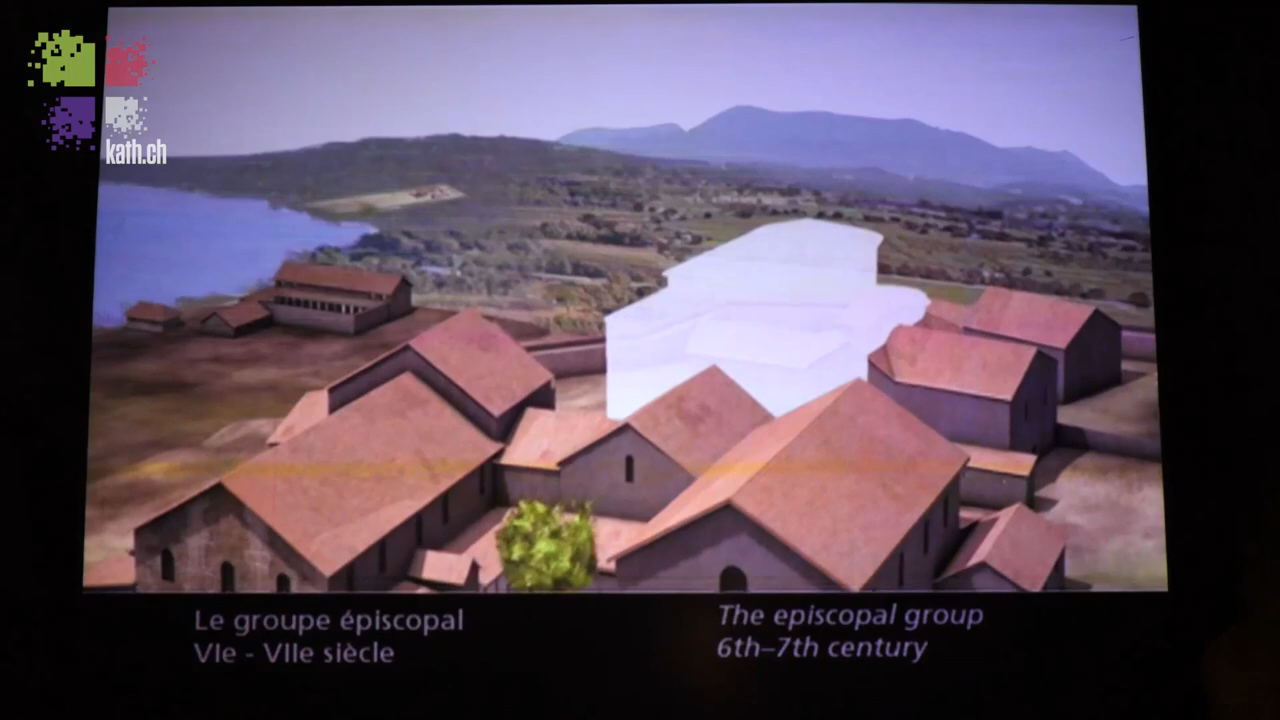 kath.ch
Le groupe épiscopal
VIe - VIIe siècle
The episcopal group
6th–7th century